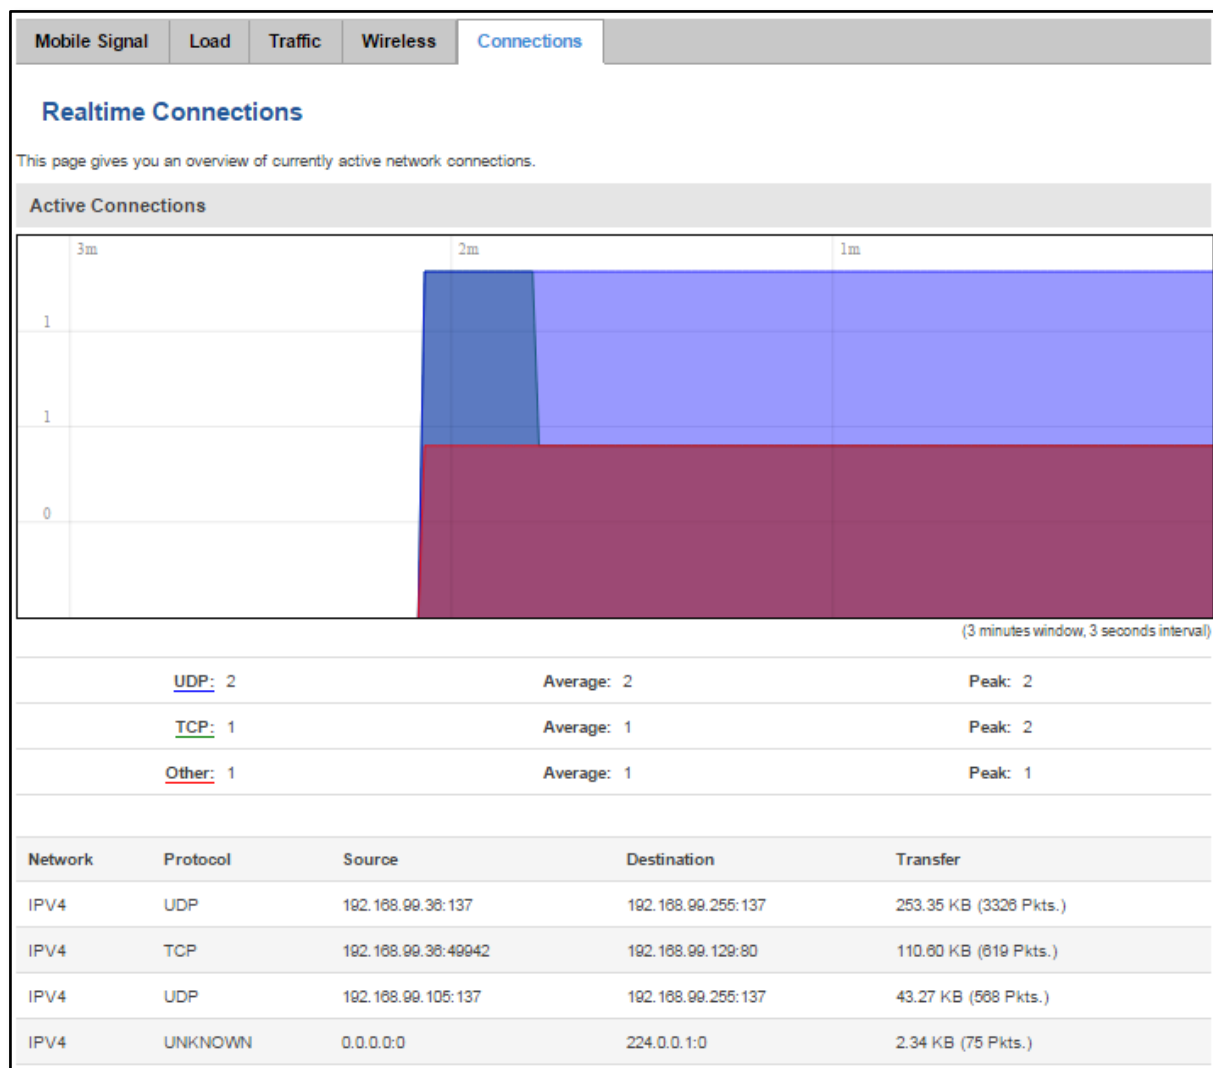 Mobile Signal Load Traffic Wireless Connections
Realtime Connections
This page gives you an overview of currently active network connections.
Active Connections
3m 2m 1m
1
1
0
(3 minutes window, 3 seconds interval)
UDP: 2 Average: 2 Peak: 2
TCP: 1 Average: 1 Peak: 2
Other: 1 Average: 1 Peak: 1
Network Protocol Source Destination Transfer
IPV4 UDP 192.168.99.36:137 192.168.99.255:137 253.35 KB (3326 Pkts.)
IPV4 TCP 192.168.99.36:49942 192.168.99.129:80 110.60 KB (619 Pkts.)
IPV4 UDP 192.168.99.105:137 192.168.99.255:137 43.27 KB (568 Pkts.)
IPV4 UNKNOWN 0.0.0.0:0 224.0.0.1:0 2.34 KB (75 Pkts.)